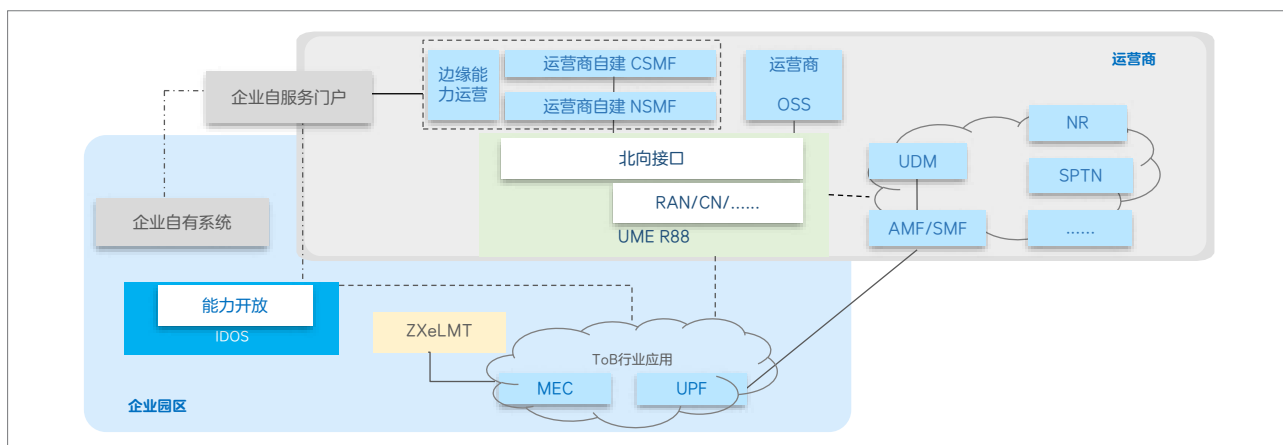 运营商
边缘能
力运营
运营商自建 CSMF
运营商自建 NSMF
运营商
OSS
企业自服务门户
北向接口
RAN/CN/......
UME R88
NR
UDM
SPTN
AMF/SMF
......
企业自有系统
能力开放
IDOS
ZXeLMT
ToB行业应用
MEC
UPF
企业园区